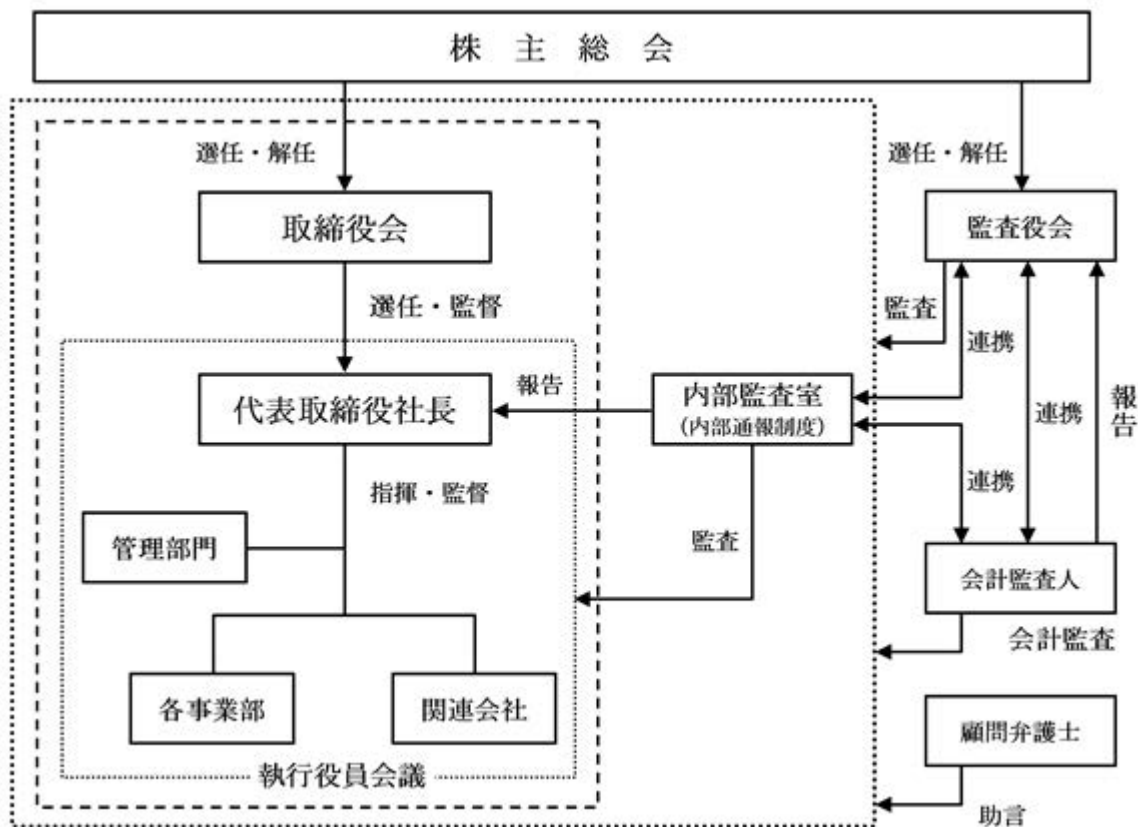 株主総会
選任・解任
選任・解任
取締役会
監査役会
選任・監督
監査
連携
代表取締役社長
報告
内部監査室
（内部通報制度）
連携
報告
指揮・監督
連携
管理部門
監査
会計監査人
会計監査
各事業部
関連会社
顧問弁護士
執行役員会議
助言